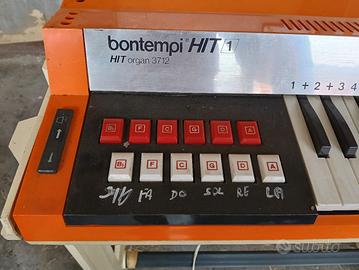 bontempi HIT 1
HIT organ 3712
1 + 2 + 3 4
B♭ F C G D A
B♭ F C G D A
SIb FA DO SOL RE LA
subito